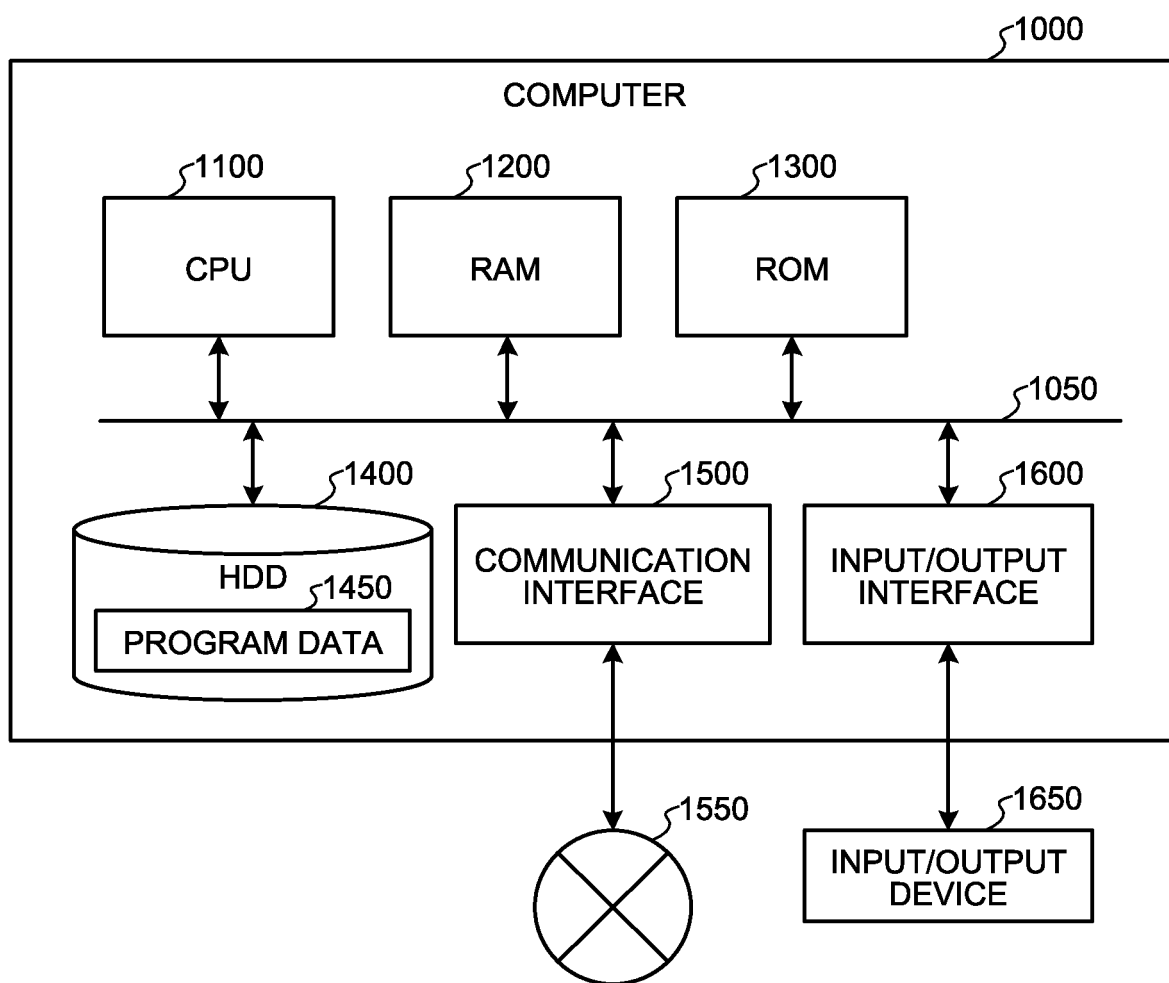 1000
COMPUTER
1100
1200
1300
CPU
RAM
ROM
1050
1400
1500
1600
HDD
1450
PROGRAM DATA
COMMUNICATION
INTERFACE
INPUT/OUTPUT
INTERFACE
1550
1650
INPUT/OUTPUT
DEVICE